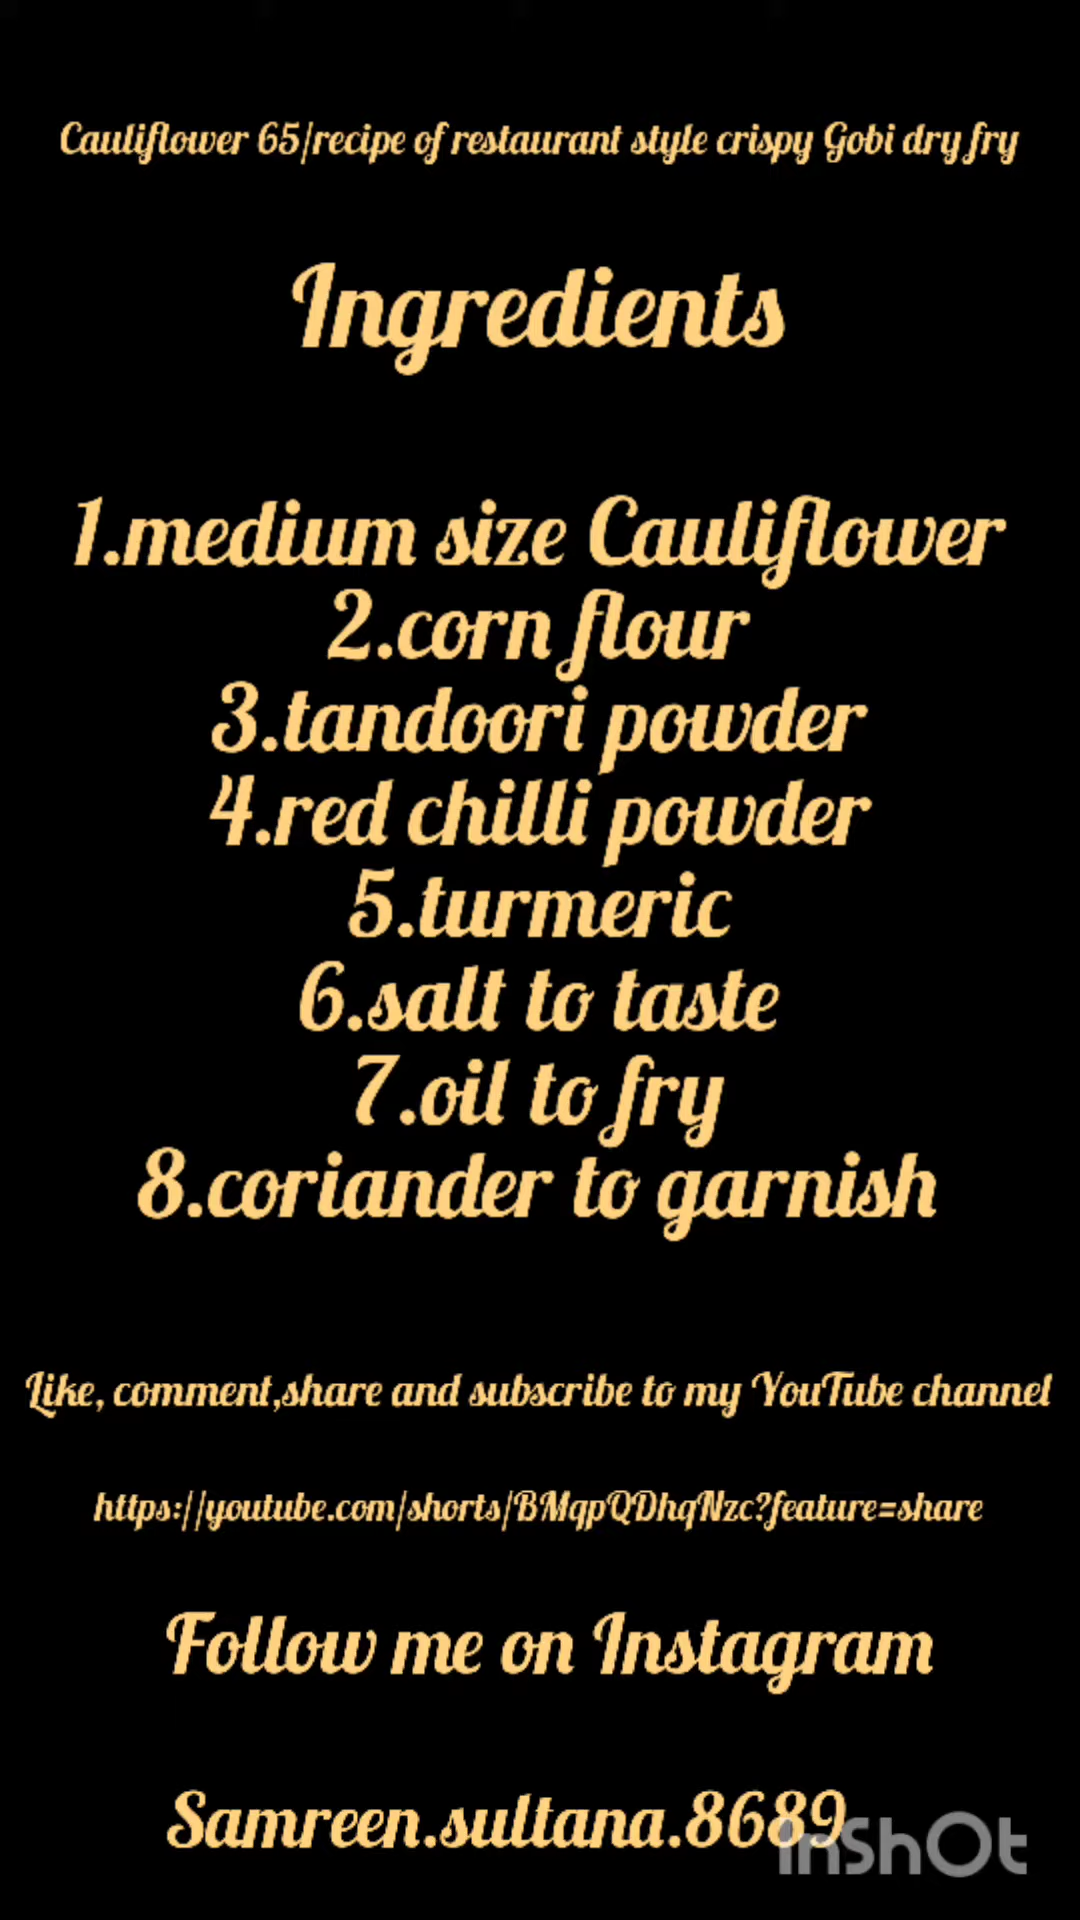 Cauliflower 65/recipe of restaurant style crispy Gobi dry fry
Ingredients
1.medium size Cauliflower
2.corn flour
3.tandoori powder
4.red chilli powder
5.turmeric
6.salt to taste
7.oil to fry
8.coriander to garnish
Like, comment,share and subscribe to my YouTube channel
https://youtube.com/shorts/BMqpQDhqNzc?feature=share
Follow me on Instagram
Samreen.sultana.8689
InShOt